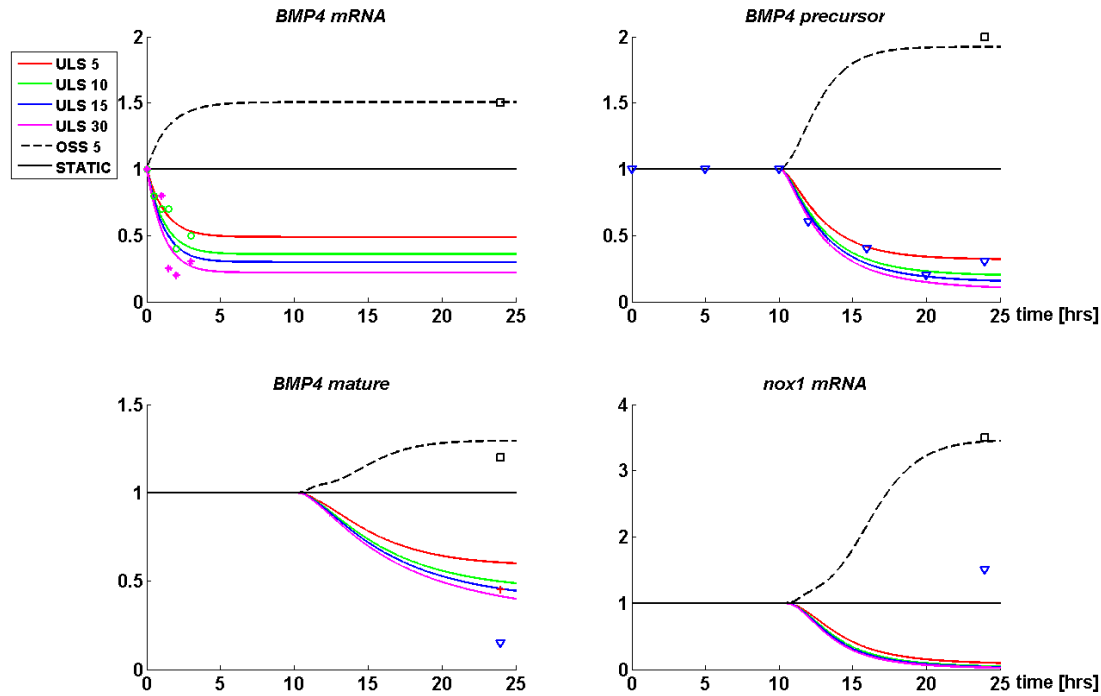 BMP4 mRNA
ULS 5
ULS 10
ULS 15
ULS 30
OSS 5
STATIC
2
1.5
1
0.5
0
0 5 10 15 20 25
BMP4 precursor
2
1.5
1
0.5
0
0 5 10 15 20 25 time [hrs]
BMP4 mature
1.5
1
0.5
0
0 5 10 15 20 25
nox1 mRNA
4
3
2
1
0
0 5 10 15 20 25 time [hrs]